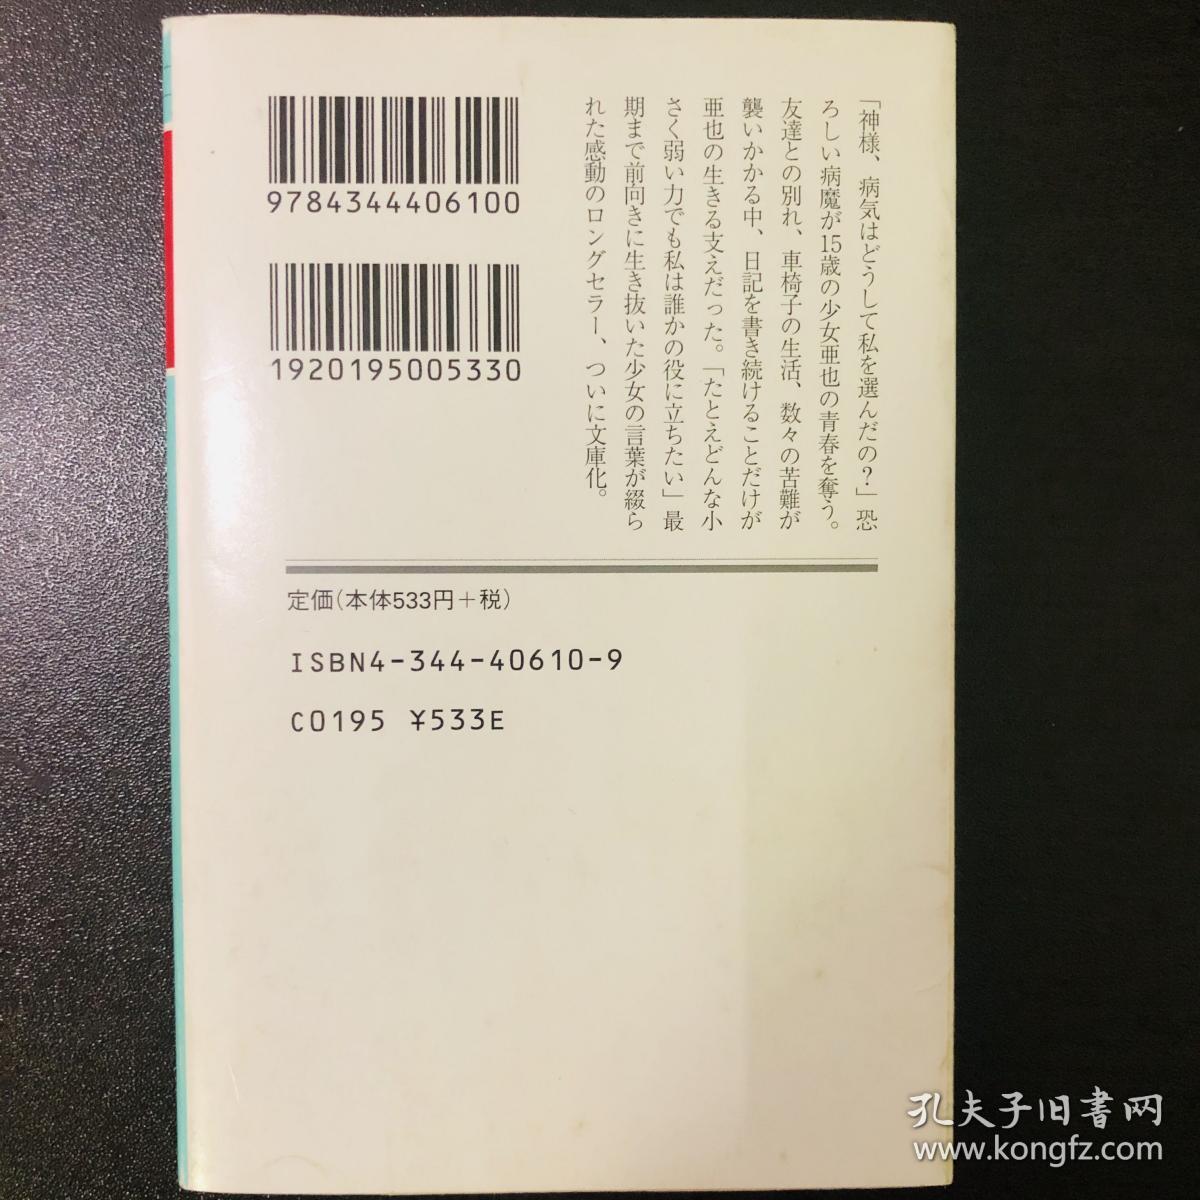 9784344406100
1920195005330
「神様、病気はどうして私を選んだの?」恐
ろしい病魔が15歳の少女亜也の青春を奪う。
友達との別れ、車椅子の生活、数々の苦難が
襲いかかる中、日記を書き続けることだけが
亜也の生きる支えだった。「たとえどんな小
さく弱い力でも私は誰かの役に立ちたい」最
期まで前向きに生き抜いた少女の言葉が綴ら
れた感動のロングセラー、ついに文庫化。
定価(本体533円+税)
ISBN4-344-40610-9
C0195 ¥533E
孔夫子旧书网
www.kongfz.com